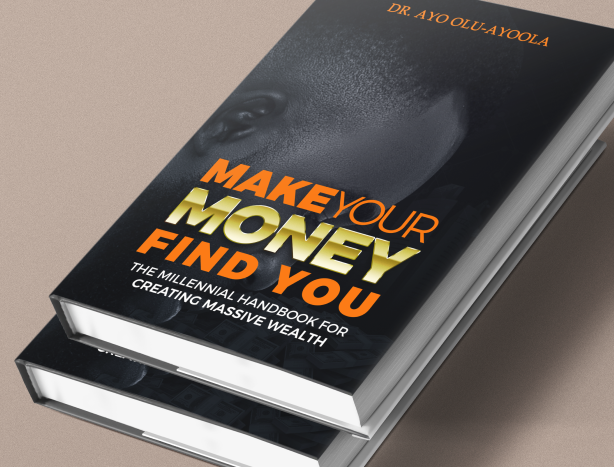 DR. AYO OLU-AYOOLA
MAKE YOUR
MONEY
FIND YOU
THE MILLENNIAL HANDBOOK FOR
CREATING MASSIVE WEALTH